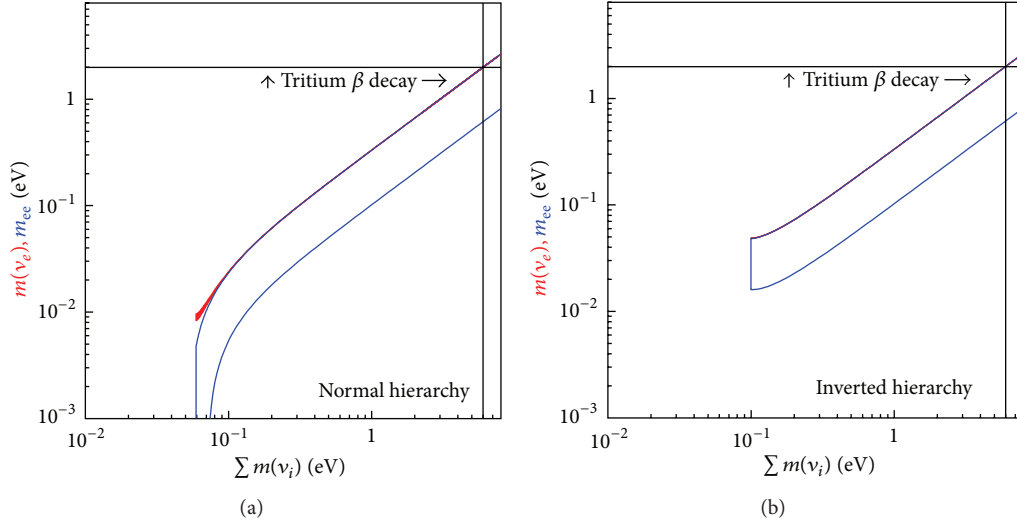 1
10⁻¹
10⁻²
10⁻³
m(νₑ), mₑₑ (eV)
↑ Tritium β decay →
Normal hierarchy
10⁻² 10⁻¹ 1
∑ m(νᵢ) (eV)
(a)
1
10⁻¹
10⁻²
10⁻³
m(νₑ), mₑₑ (eV)
↑ Tritium β decay →
Inverted hierarchy
10⁻² 10⁻¹ 1
∑ m(νᵢ) (eV)
(b)